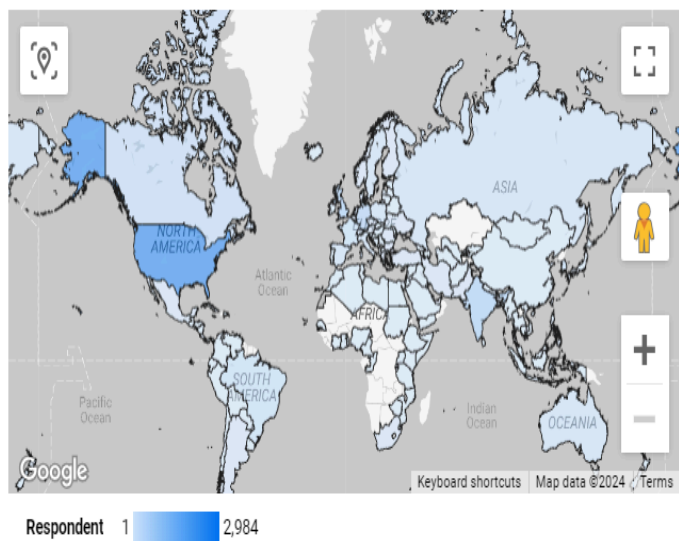 ASIA
NORTH
AMERICA
Atlantic
Ocean
AFRICA
SOUTH
AMERICA
Pacific
Ocean
Indian
Ocean
OCEANIA
Google
Keyboard shortcuts
Map data ©2024
Terms
Respondent 1 2,984